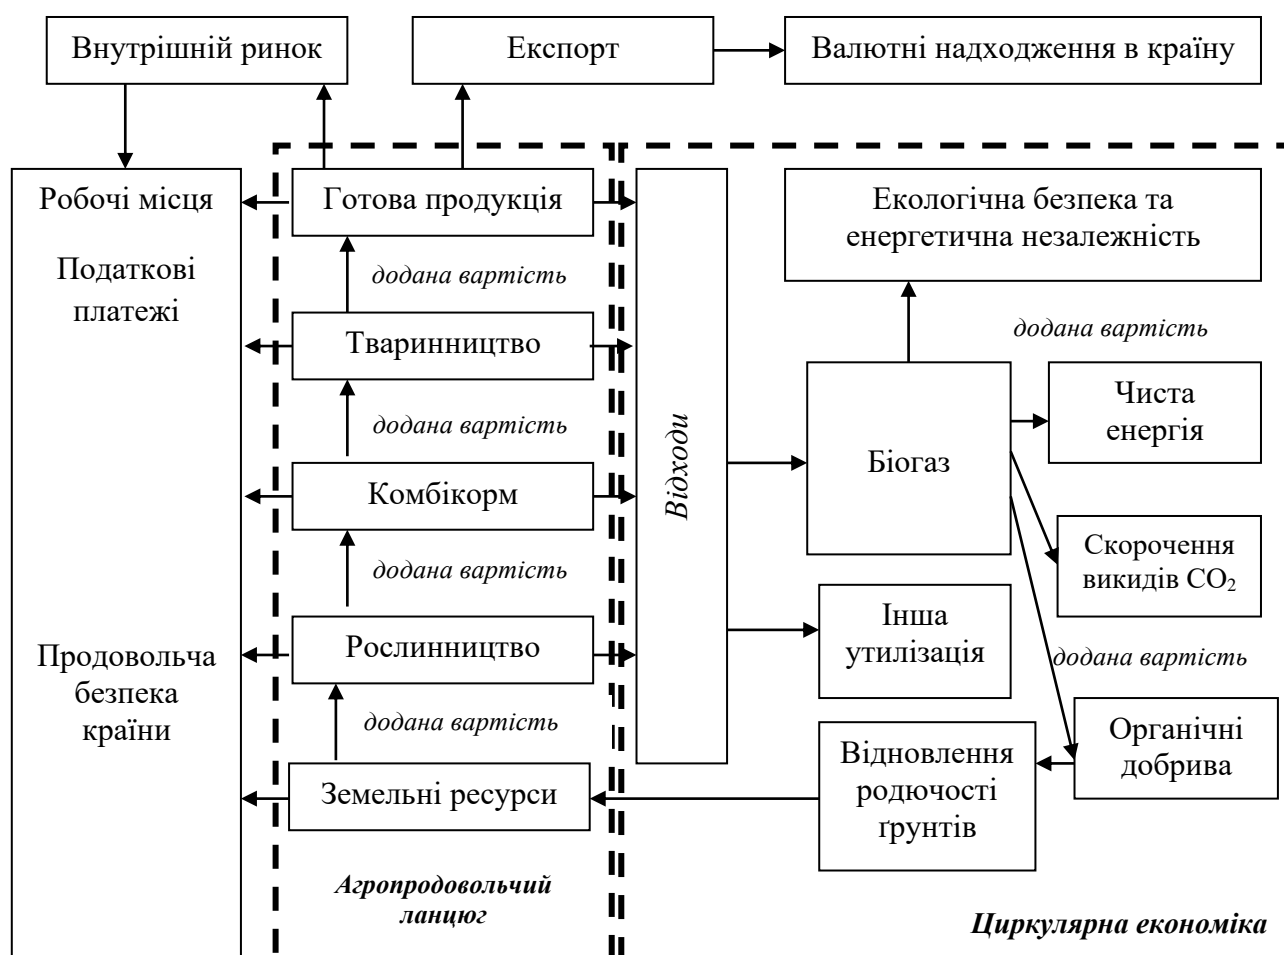 Внутрішній ринок
Експорт
Валютні надходження в країну
Робочі місця
Податкові
платежі
Продовольча
безпека
країни
Готова продукція
додана вартість
Тваринництво
додана вартість
Комбікорм
додана вартість
Рослинництво
додана вартість
Земельні ресурси
Агропродовольчий
ланцюг
Відходи
Екологічна безпека та
енергетична незалежність
додана вартість
Біогаз
Чиста
енергія
Скорочення
викидів CO₂
Інша
утилізація
додана вартість
Органічні
добрива
Відновлення
родючості
ґрунтів
Циркулярна економіка